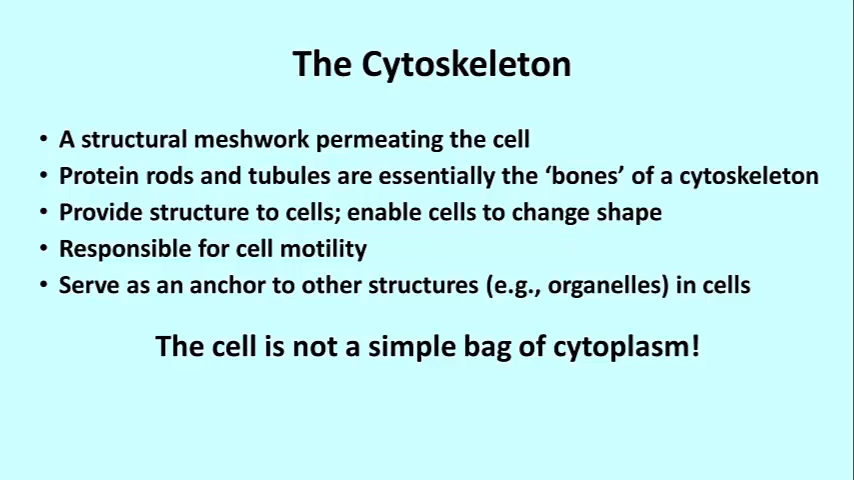 The Cytoskeleton
• A structural meshwork permeating the cell
• Protein rods and tubules are essentially the ‘bones’ of a cytoskeleton
• Provide structure to cells; enable cells to change shape
• Responsible for cell motility
• Serve as an anchor to other structures (e.g., organelles) in cells
The cell is not a simple bag of cytoplasm!